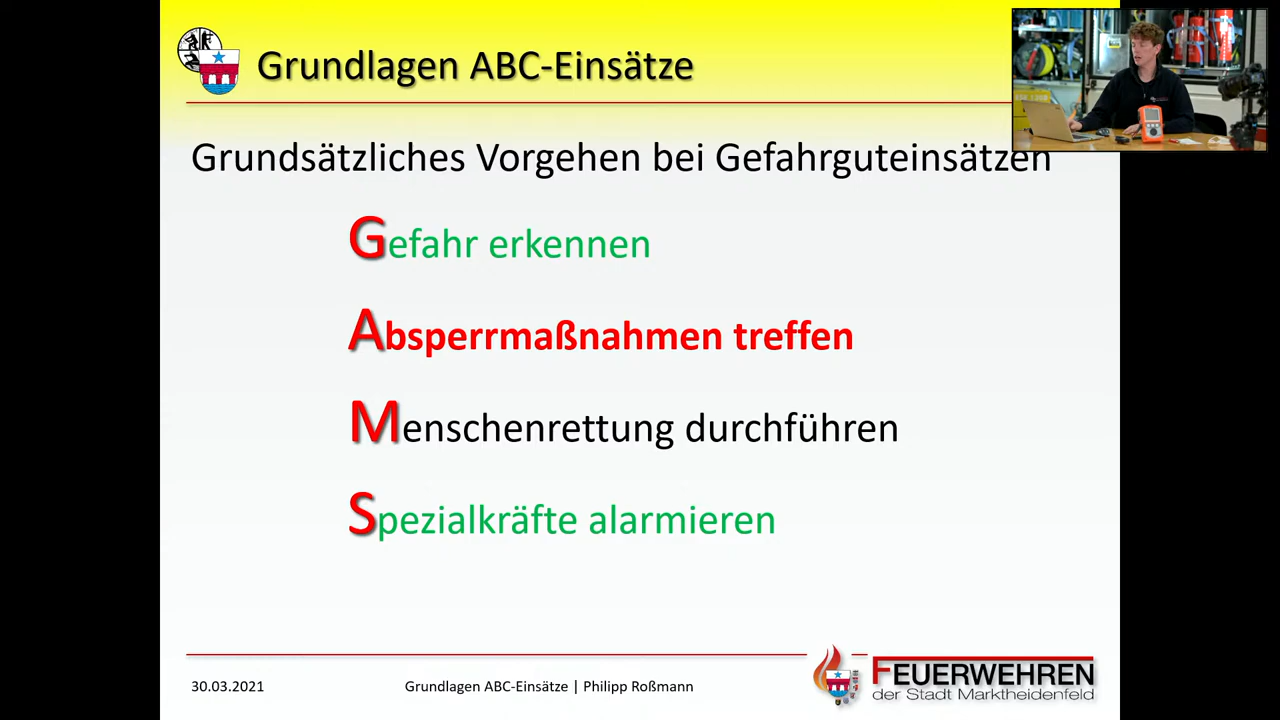 Grundlagen ABC-Einsätze
Grundsätzliches Vorgehen bei Gefahrguteinsätzen
Gefahr erkennen
Absperrmaßnahmen treffen
Menschenrettung durchführen
Spezialkräfte alarmieren
30.03.2021
Grundlagen ABC-Einsätze | Philipp Roßmann
FEUERWEHREN
der Stadt Marktheidenfeld